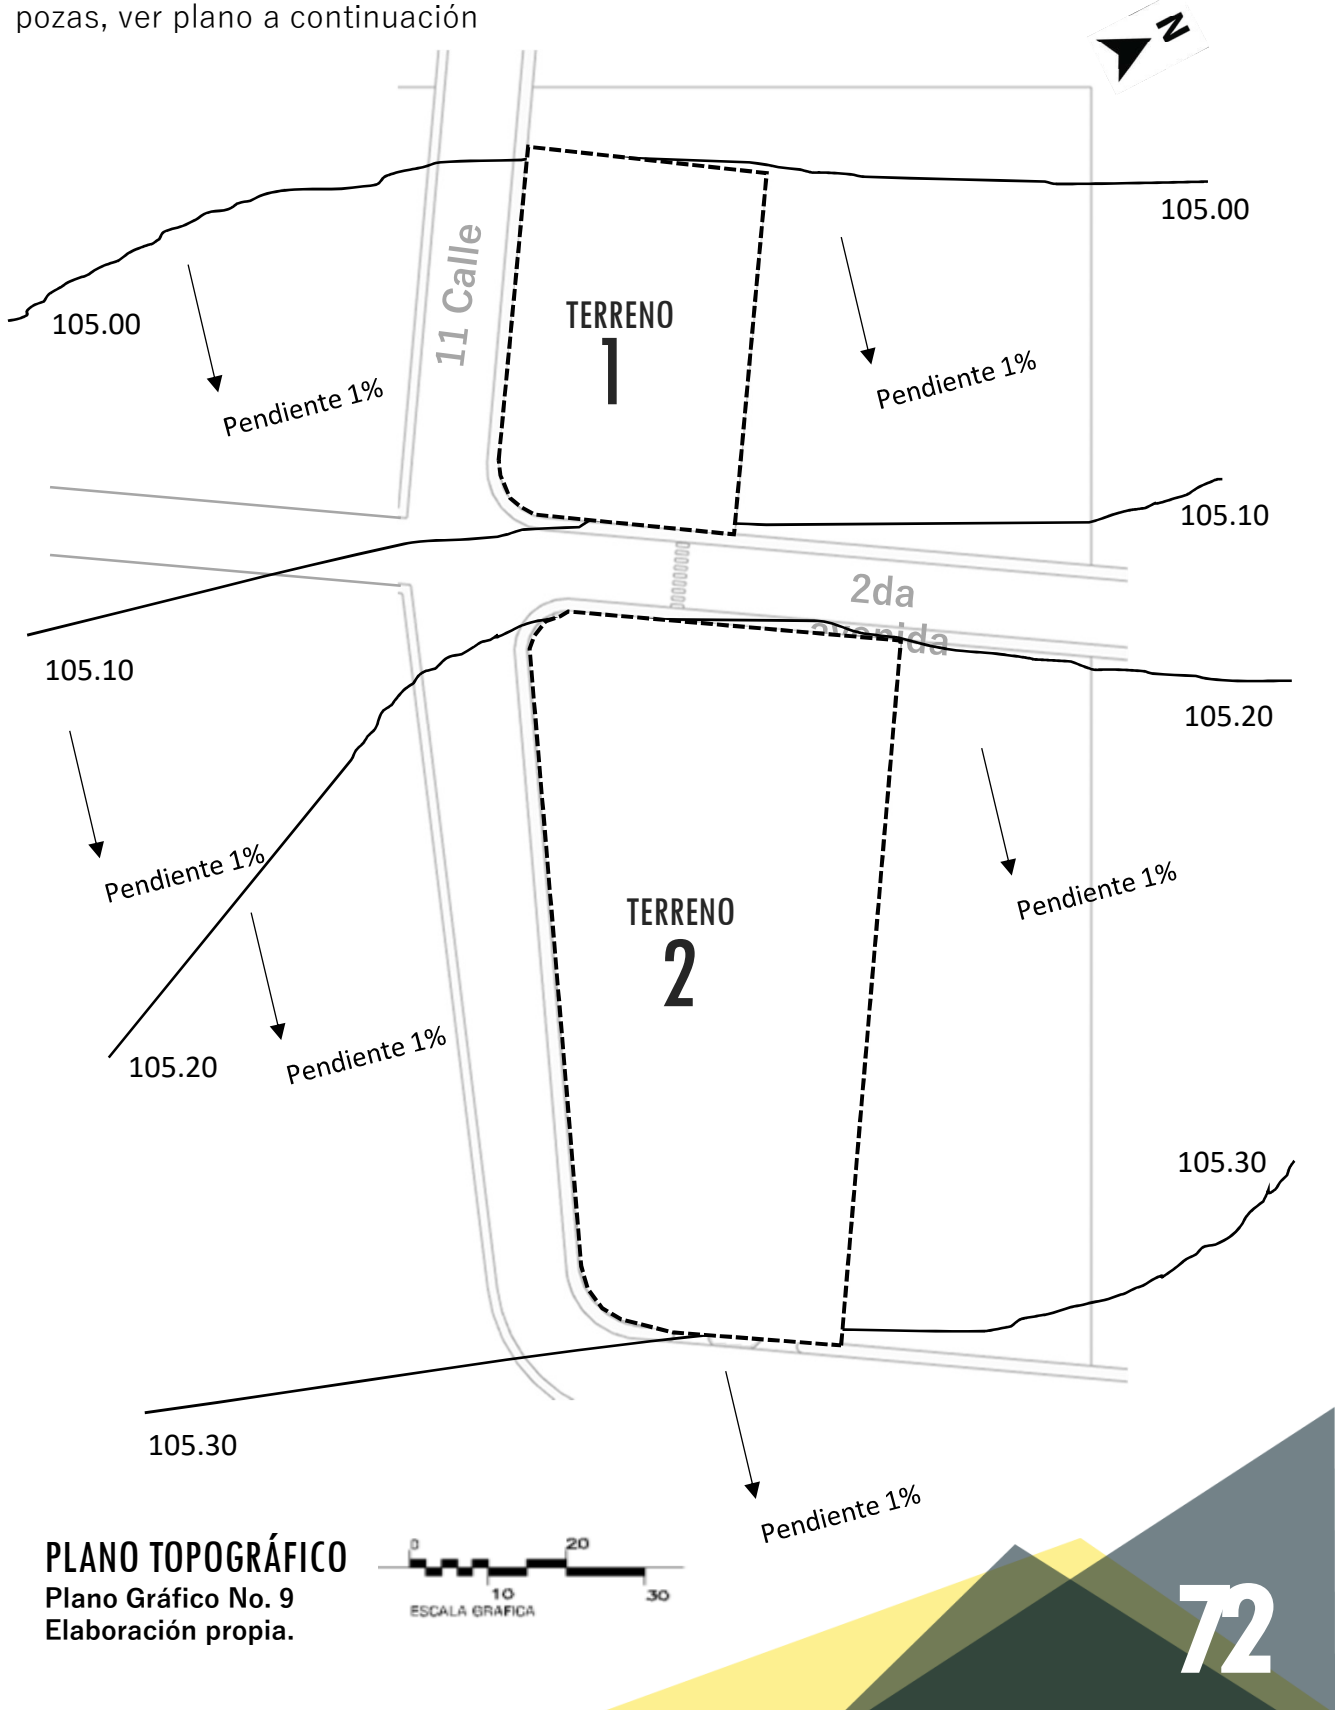 pozas, ver plano a continuación
N
105.00
105.00
11 Calle
TERRENO
1
Pendiente 1%
Pendiente 1%
105.10
2da
avenida
105.10
105.20
Pendiente 1%
Pendiente 1%
TERRENO
2
105.20
Pendiente 1%
105.30
105.30
Pendiente 1%
PLANO TOPOGRÁFICO
Plano Gráfico No. 9
Elaboración propia.
0
20
10
30
ESCALA GRAFICA
72